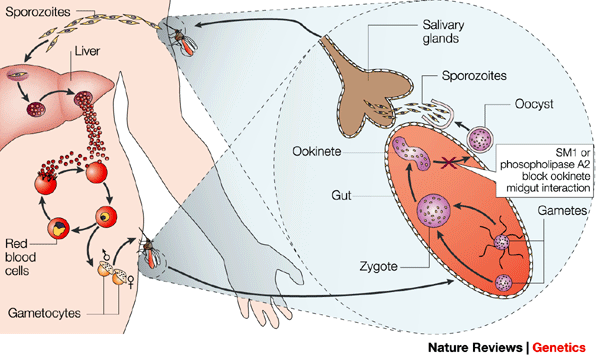 Sporozoites
Liver
Red
blood
cells
♂
♀
Gametocytes
Salivary
glands
Sporozoites
Oocyst
Ookinete
SM1 or
phospolipase A2
block ookinete
midgut interaction
Gut
Gametes
Zygote
Nature Reviews | Genetics